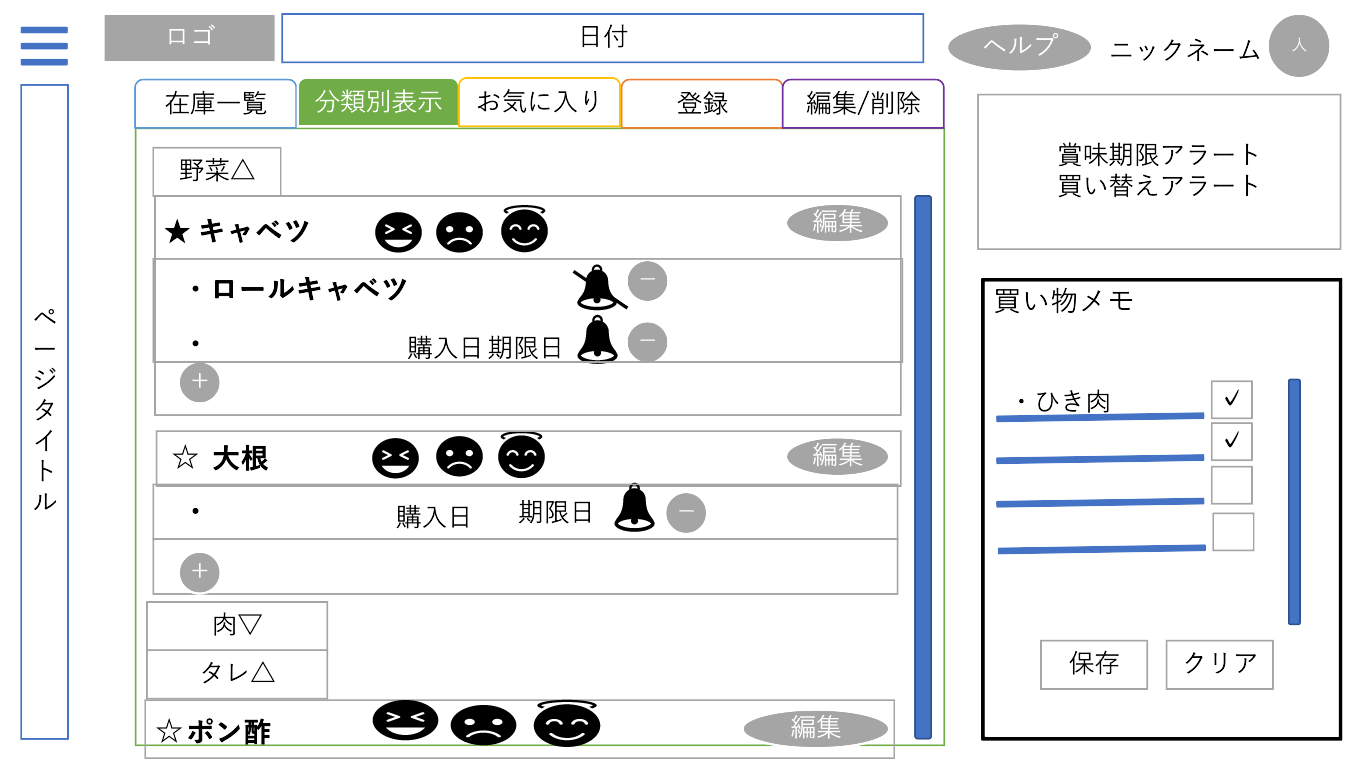 ロゴ
日付
ヘルプ
ニックネーム
人
在庫一覧
分類別表示
お気に入り
登録
編集/削除
ページタイトル
野菜△
★ キャベツ
編集
・ロールキャベツ
−
・
購入日 期限日
−
+
☆ 大根
編集
・
購入日
期限日
−
+
肉▽
タレ△
☆ポン酢
編集
賞味期限アラート
買い替えアラート
買い物メモ
・ひき肉
✓
✓
保存
クリア